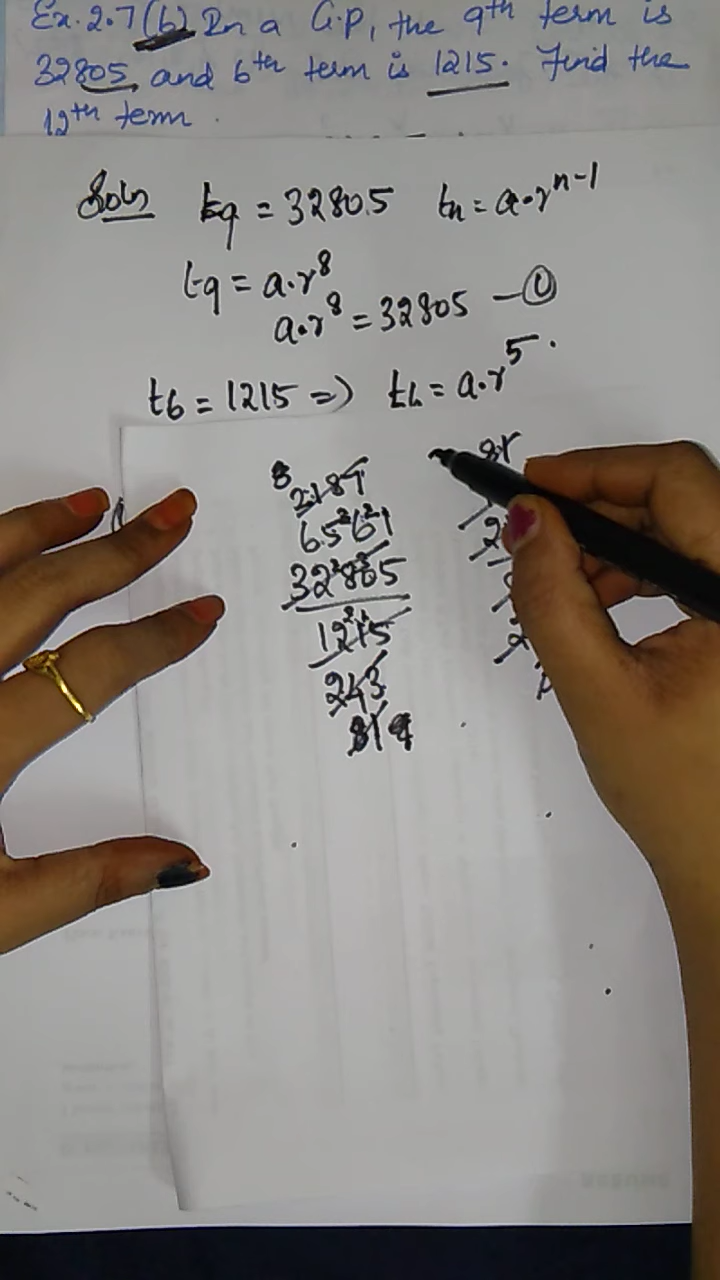 Ex. 2.7 (6) In a G.P, the 9th term is
32805 and 6th term is 1215. Find the
12th term.
Soln t9 = 32805 tn = a.r^n-1
t9 = a.r^8
a.r^8 = 32805 — ①
t6 = 1215 => t6 = a.r^5.
2187
6561
32805
1215
243
81